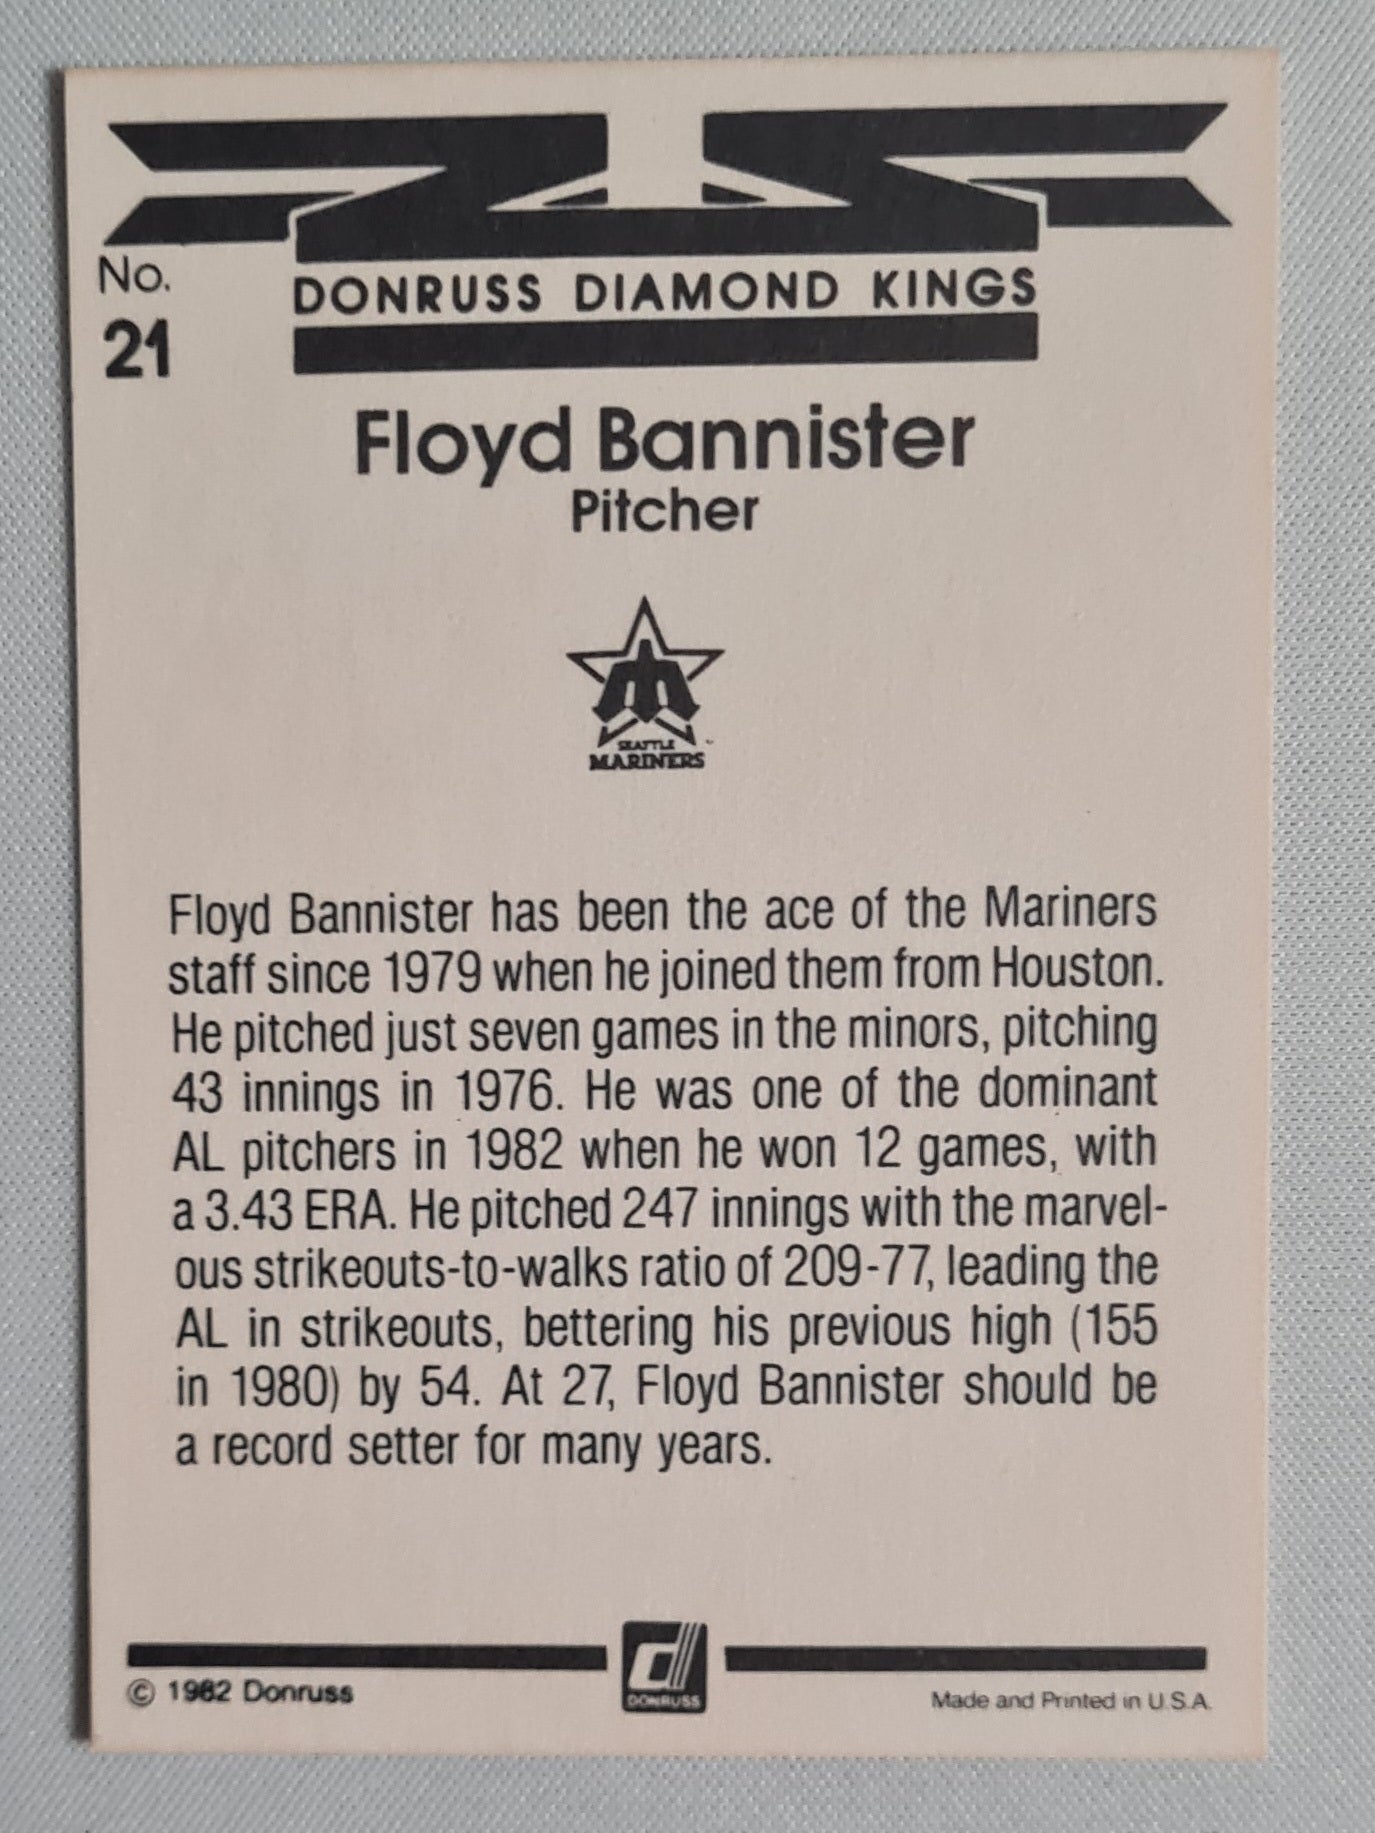 No.
21
DONRUSS DIAMOND KINGS
Floyd Bannister
Pitcher
SEATTLE
MARINERS
Floyd Bannister has been the ace of the Mariners
staff since 1979 when he joined them from Houston.
He pitched just seven games in the minors, pitching
43 innings in 1976. He was one of the dominant
AL pitchers in 1982 when he won 12 games, with
a 3.43 ERA. He pitched 247 innings with the marvel-
ous strikeouts-to-walks ratio of 209-77, leading the
AL in strikeouts, bettering his previous high (155
in 1980) by 54. At 27, Floyd Bannister should be
a record setter for many years.
DONRUSS
© 1982 Donruss
Made and Printed in U.S.A.